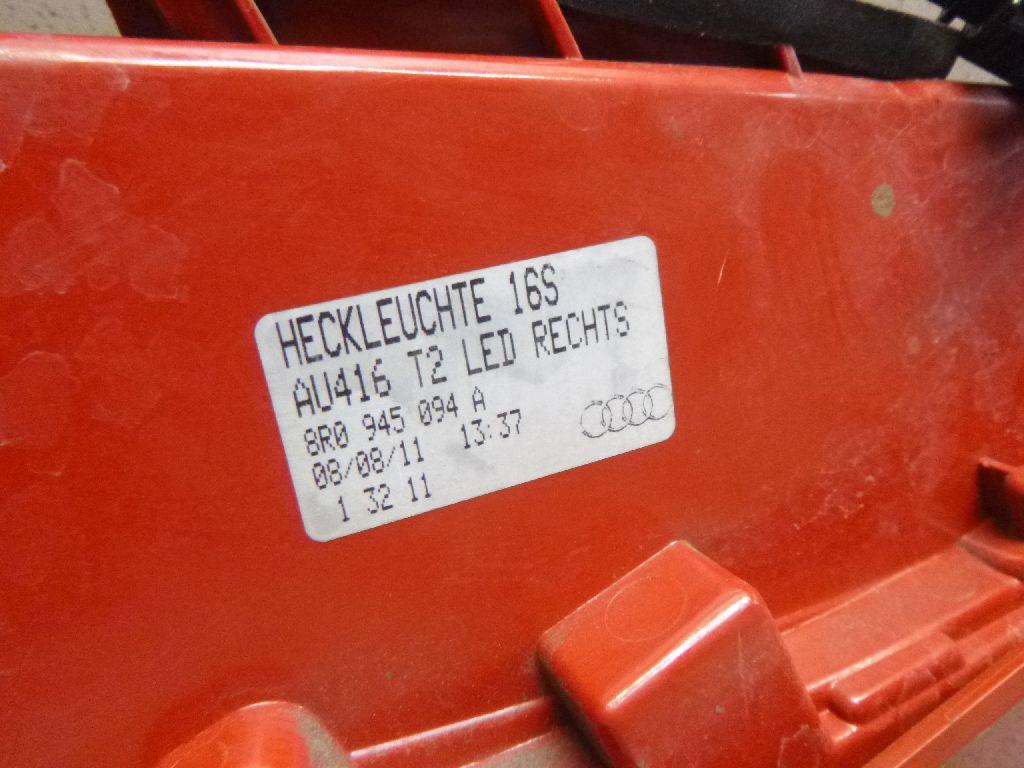 HECKLEUCHTE 16S
AU416 T2 LED RECHTS
8R0 945 094 A
08/08/11 13:37
1 32 11